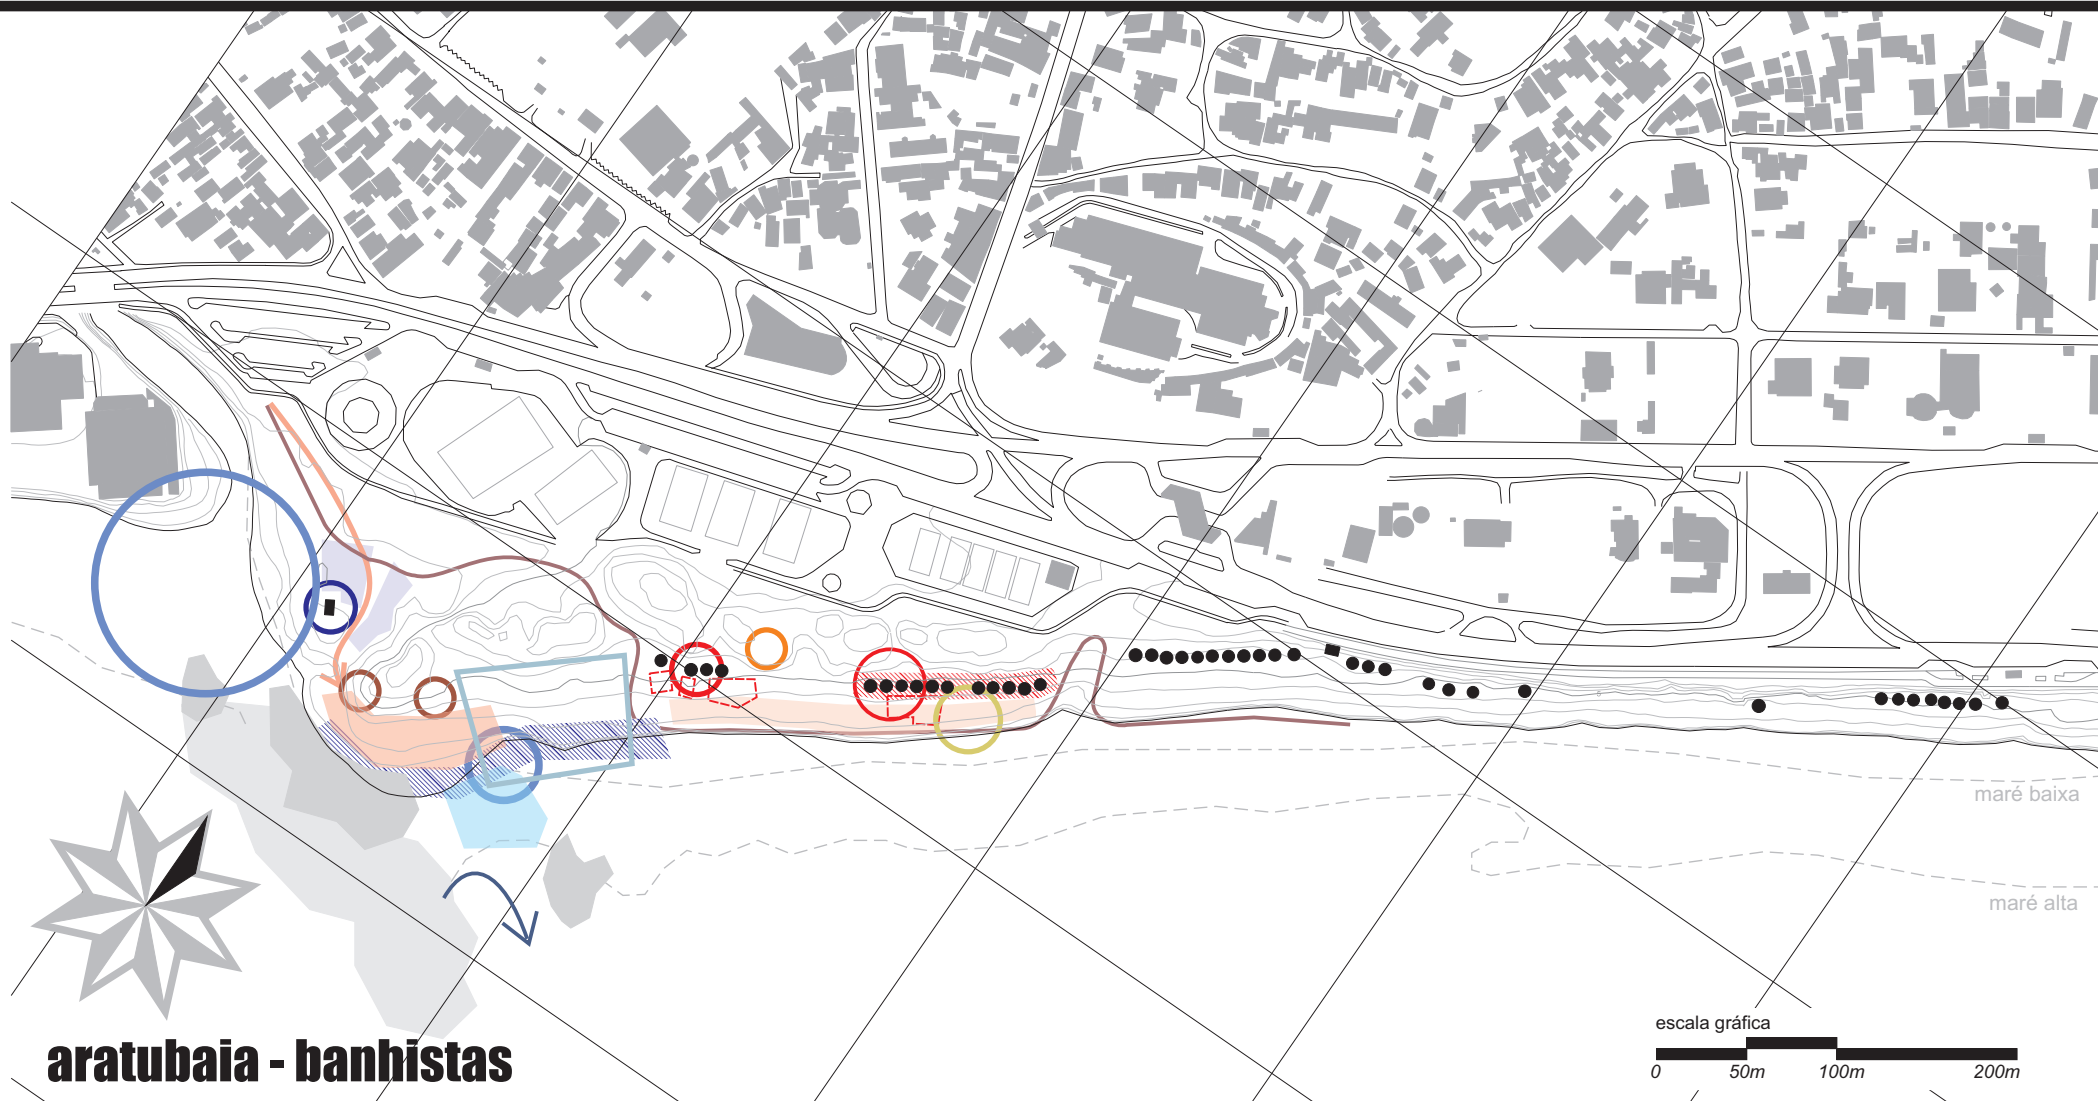 maré baixa
maré alta
escala gráfica
0 50m 100m 200m
aratubaia - banhistas